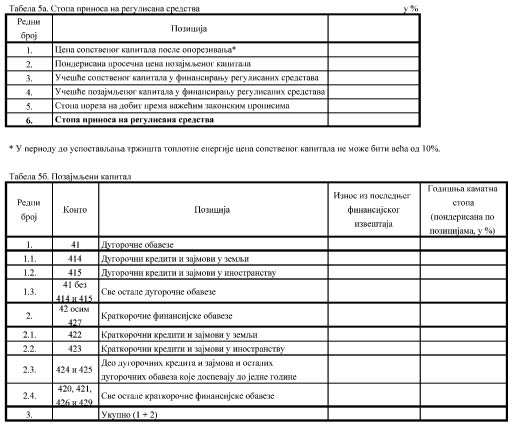 Табела 5а. Стопа приноса на регулисана средства у %
Редни број Позиција
1. Цена сопственог капитала после опорезивања*
2. Пондерисана просечна цена позајмљеног капитала
3. Учешће сопственог капитала у финансирању регулисаних средстава
4. Учешће позајмљеног капитала у финансирању регулисаних средстава
5. Стопа пореза на добит према важећим законским прописима
6. Стопа приноса на регулисана средства
* У периоду до успостављања тржишта топлотне енергије цена сопственог капитала не може бити већа од 10%.
Табела 5б. Позајмљени капитал
Редни број Конто Позиција Износ из последњег финансијског извештаја Годишња каматна стопа (пондерисана по позицијама, у %)
1. 41 Дугорочне обавезе
1.1. 414 Дугорочни кредити и зајмови у земљи
1.2. 415 Дугорочни кредити и зајмови у иностранству
1.3. 41 без 414 и 415 Све остале дугорочне обавезе
2. 42 осим 427 Краткорочне финансијске обавезе
2.1. 422 Краткорочни кредити и зајмови у земљи
2.2. 423 Краткорочни кредити и зајмови у иностранству
2.3. 424 и 425 Део дугорочних кредита и зајмова и осталих дугорочних обавеза које доспевају до једне године
2.4. 420, 421, 426 и 429 Све остале краткорочне финансијске обавезе
3. Укупно (1 + 2)